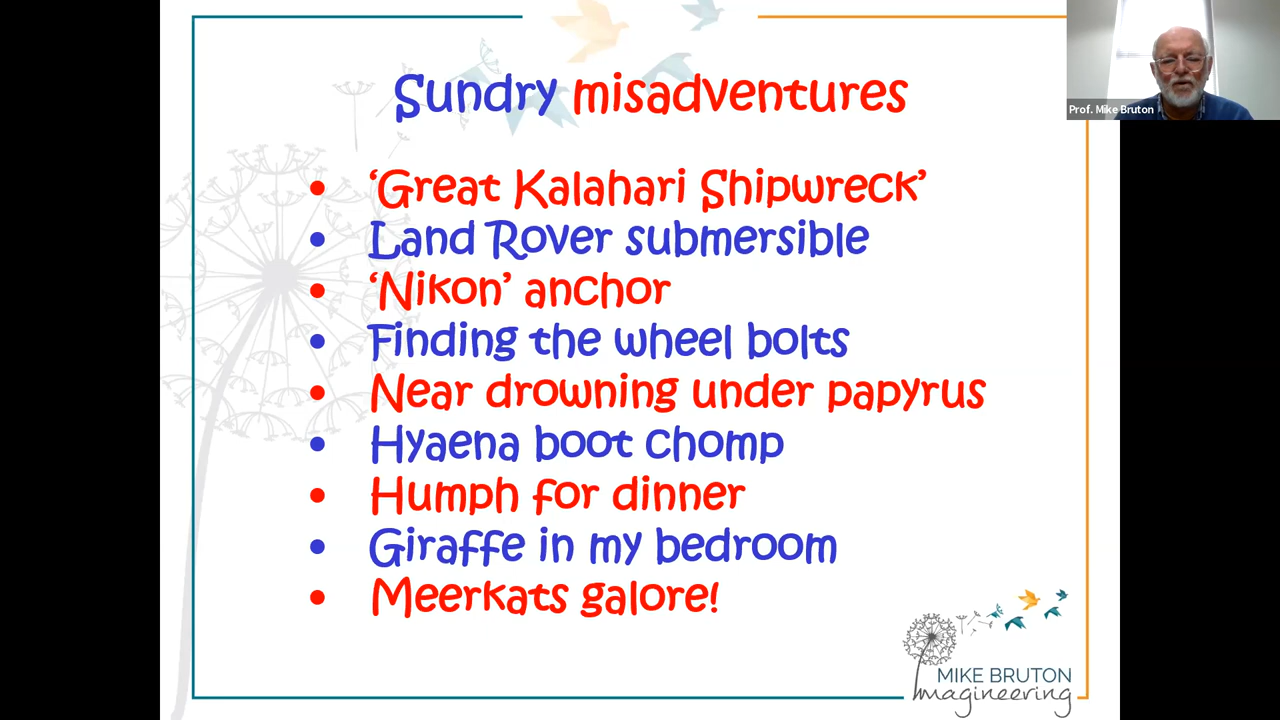 Sundry misadventures
Prof. Mike Bruton
• ‘Great Kalahari Shipwreck’
• Land Rover submersible
• ‘Nikon’ anchor
• Finding the wheel bolts
• Near drowning under papyrus
• Hyaena boot chomp
• Humph for dinner
• Giraffe in my bedroom
• Meerkats galore!
MIKE BRUTON
Imagineering